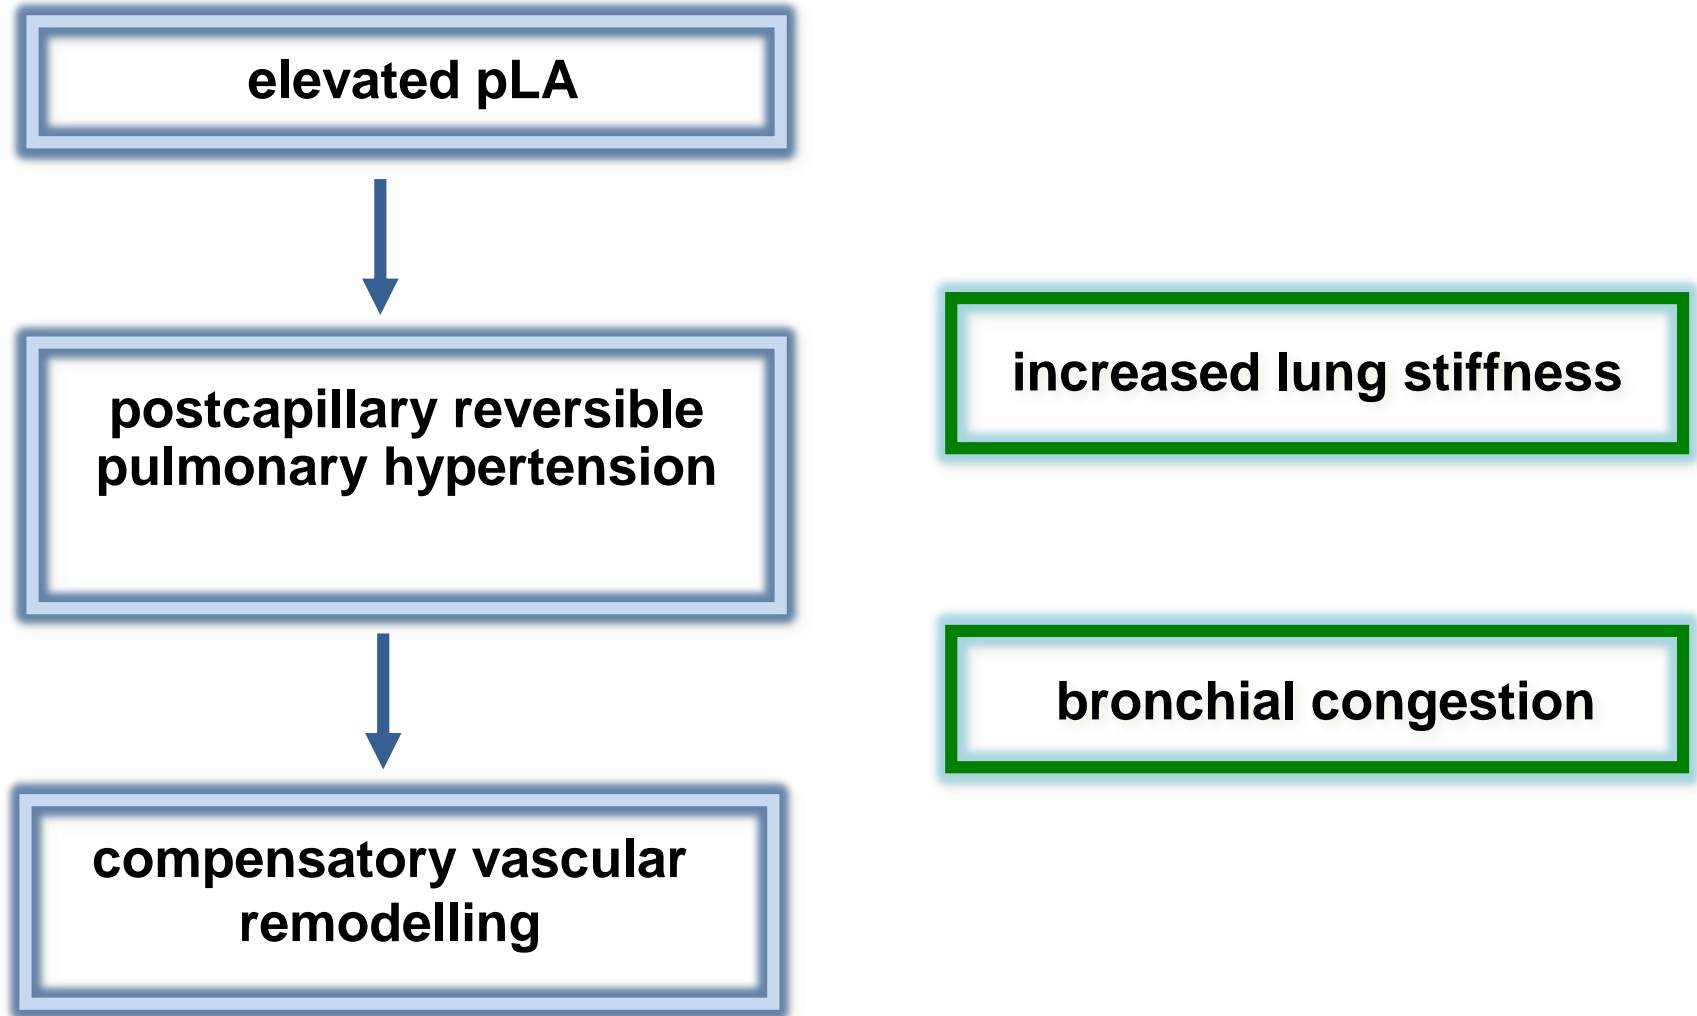 elevated pLA
postcapillary reversible
pulmonary hypertension
compensatory vascular
remodelling
increased lung stiffness
bronchial congestion